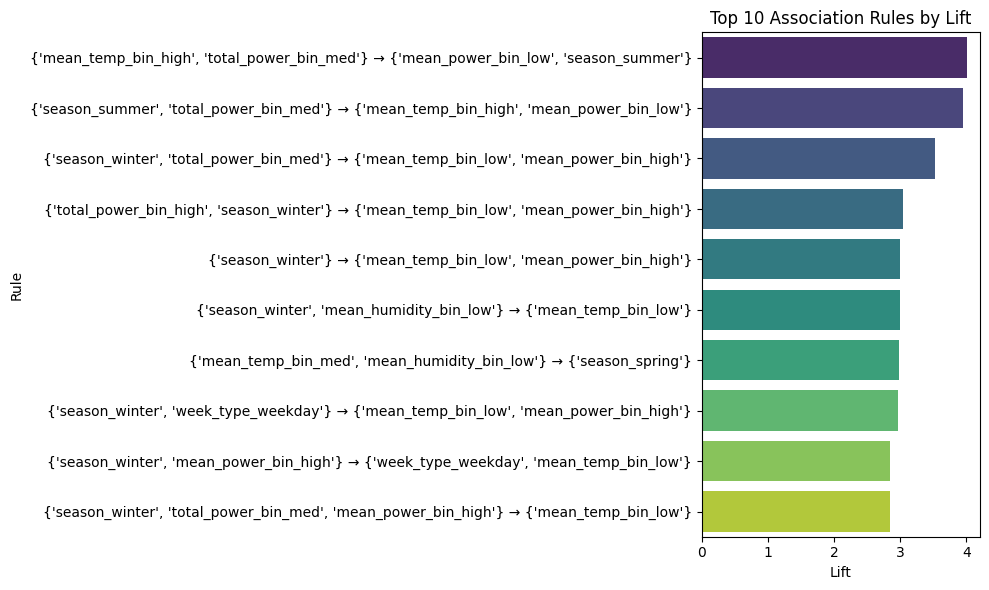 Top 10 Association Rules by Lift
{'mean_temp_bin_high', 'total_power_bin_med'} → {'mean_power_bin_low', 'season_summer'}
{'season_summer', 'total_power_bin_med'} → {'mean_temp_bin_high', 'mean_power_bin_low'}
{'season_winter', 'total_power_bin_med'} → {'mean_temp_bin_low', 'mean_power_bin_high'}
{'total_power_bin_high', 'season_winter'} → {'mean_temp_bin_low', 'mean_power_bin_high'}
{'season_winter'} → {'mean_temp_bin_low', 'mean_power_bin_high'}
{'season_winter', 'mean_humidity_bin_low'} → {'mean_temp_bin_low'}
{'mean_temp_bin_med', 'mean_humidity_bin_low'} → {'season_spring'}
{'season_winter', 'week_type_weekday'} → {'mean_temp_bin_low', 'mean_power_bin_high'}
{'season_winter', 'mean_power_bin_high'} → {'week_type_weekday', 'mean_temp_bin_low'}
{'season_winter', 'total_power_bin_med', 'mean_power_bin_high'} → {'mean_temp_bin_low'}
Rule
0 1 2 3 4
Lift